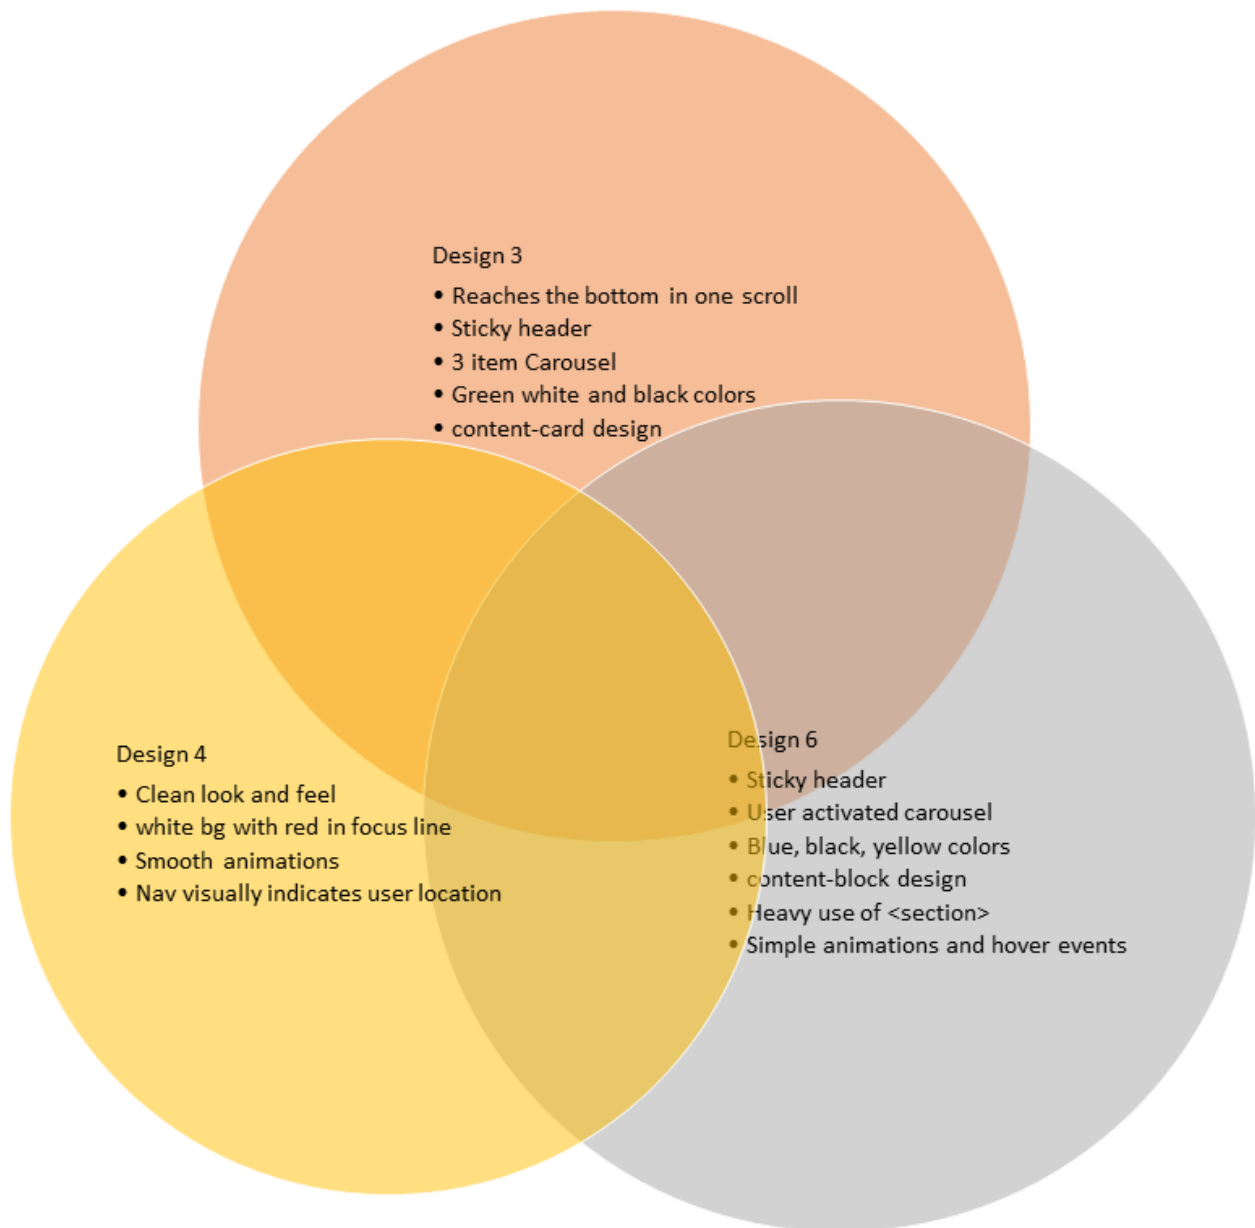 Design 3
• Reaches the bottom in one scroll
• Sticky header
• 3 item Carousel
• Green white and black colors
• content-card design
Design 4
• Clean look and feel
• white bg with red in focus line
• Smooth animations
• Nav visually indicates user location
Design 6
• Sticky header
• User activated carousel
• Blue, black, yellow colors
• content-block design
• Heavy use of <section>
• Simple animations and hover events